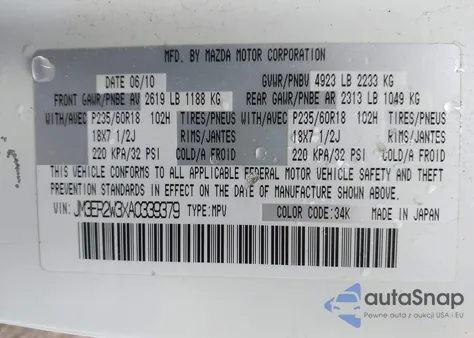 MFD. BY MAZDA MOTOR CORPORATION
DATE 06/10 GVWR/PNBV 4923 LB 2233 KG
FRONT GAWR/PNBE AV 2619 LB 1188 KG REAR GAWR/PNBE AR 2313 LB 1049 KG
WITH/AVEC P235/60R18 102H TIRES/PNEUS WITH/AVEC P235/60R18 102H TIRES/PNEUS
18X7 1/2J RIMS/JANTES 18X7 1/2J RIMS/JANTES
220 KPA/32 PSI COLD/A FROID 220 KPA/32 PSI COLD/A FROID
THIS VEHICLE CONFORMS TO ALL APPLICABLE FEDERAL MOTOR VEHICLE SAFETY AND THEFT
PREVENTION STANDARDS IN EFFECT ON THE DATE OF MANUFACTURE SHOWN ABOVE.
VIN: JM3ER2W3XA0339379 TYPE:MPV COLOR CODE:34K MADE IN JAPAN
autoSnap
Pewne auto z aukcji USA i EU